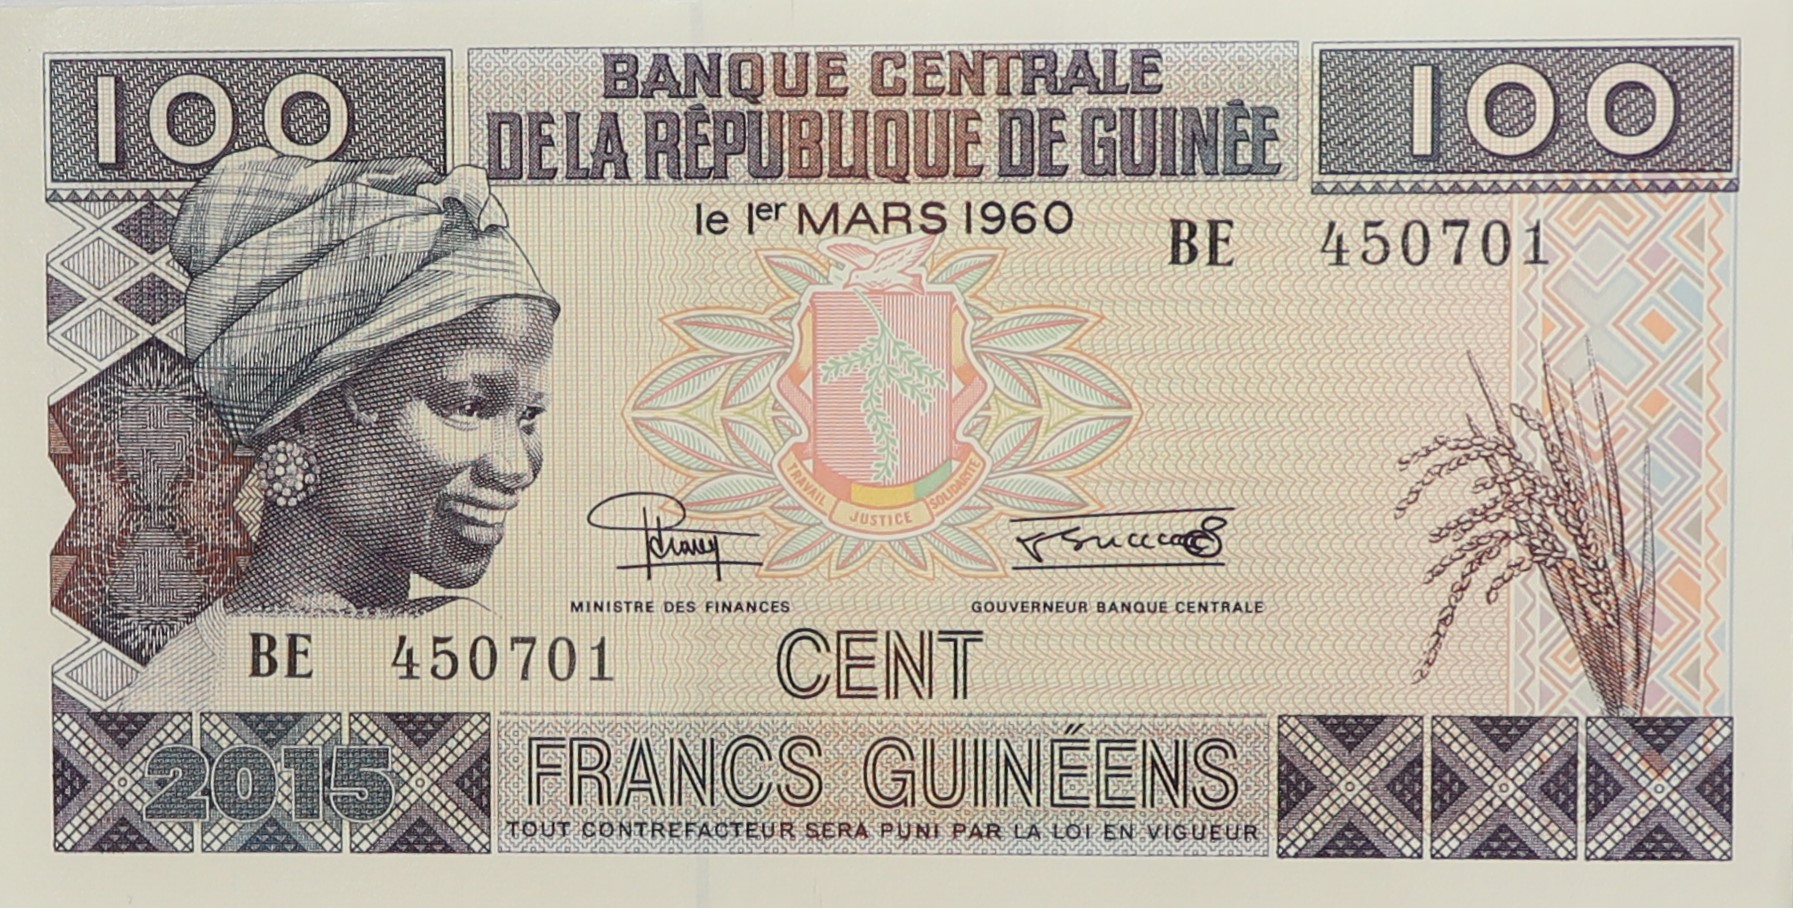 100
BANQUE CENTRALE
DE LA RÉPUBLIQUE DE GUINÉE
100
le 1er MARS 1960
BE 450701
TRAVAIL JUSTICE SOLIDARITÉ
MINISTRE DES FINANCES
GOUVERNEUR BANQUE CENTRALE
BE 450701
CENT
2015
FRANCS GUINÉENS
TOUT CONTREFACTEUR SERA PUNI PAR LA LOI EN VIGUEUR